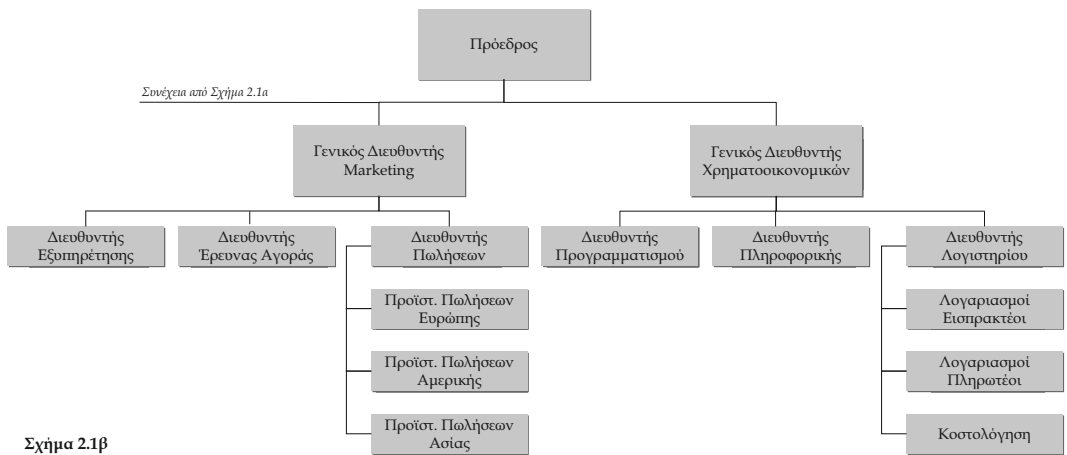 Πρόεδρος
Συνέχεια από Σχήμα 2.1α
Γενικός Διευθυντής
Marketing
Γενικός Διευθυντής
Χρηματοοικονομικών
Διευθυντής
Εξυπηρέτησης
Διευθυντής
Έρευνας Αγοράς
Διευθυντής
Πωλήσεων
Διευθυντής
Προγραμματισμού
Διευθυντής
Πληροφορικής
Διευθυντής
Λογιστηρίου
Προϊστ. Πωλήσεων
Ευρώπης
Λογαριασμοί
Εισπρακτέοι
Προϊστ. Πωλήσεων
Αμερικής
Λογαριασμοί
Πληρωτέοι
Προϊστ. Πωλήσεων
Ασίας
Κοστολόγηση
Σχήμα 2.1β